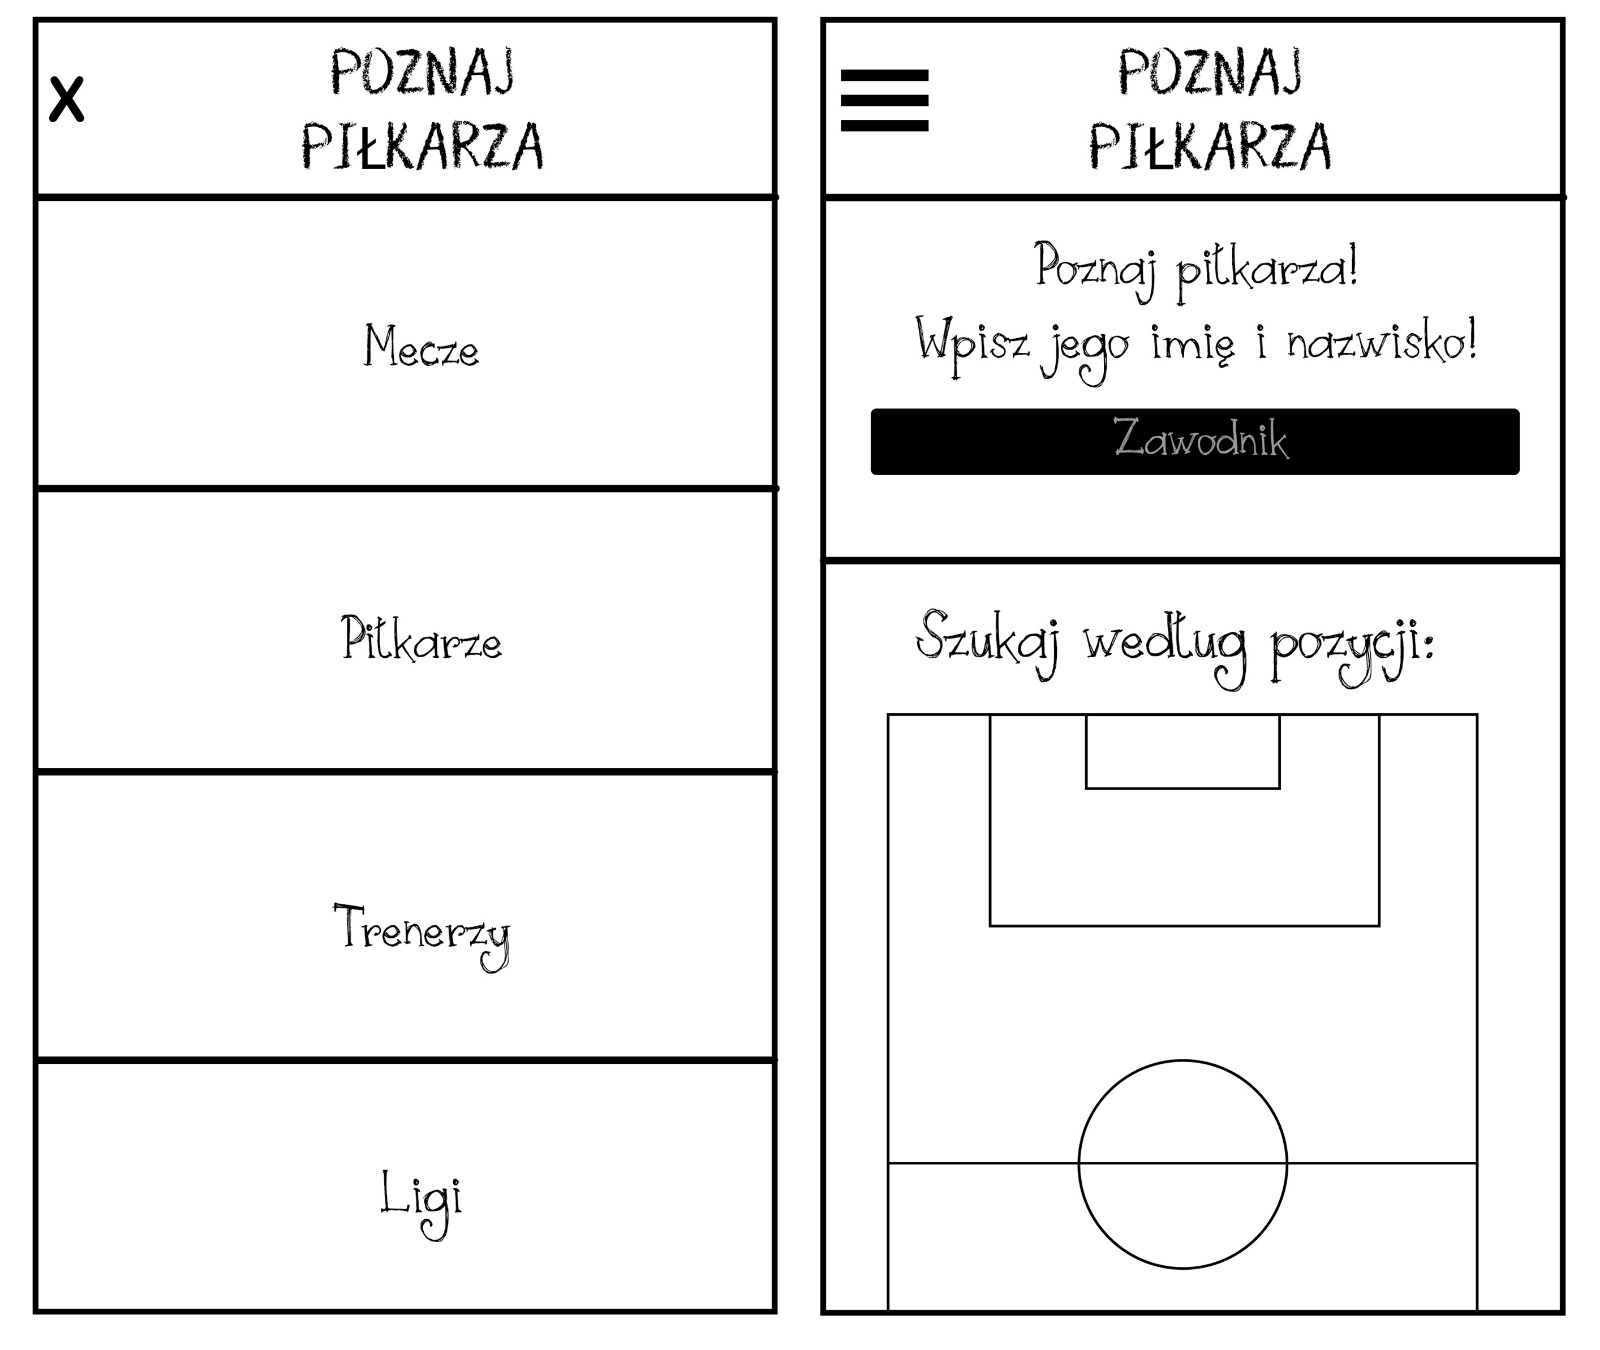 X
POZNAJ
PIŁKARZA
Mecze
Piłkarze
Trenerzy
Ligi
POZNAJ
PIŁKARZA
Poznaj piłkarza!
Wpisz jego imię i nazwisko!
Zawodnik
Szukaj według pozycji: